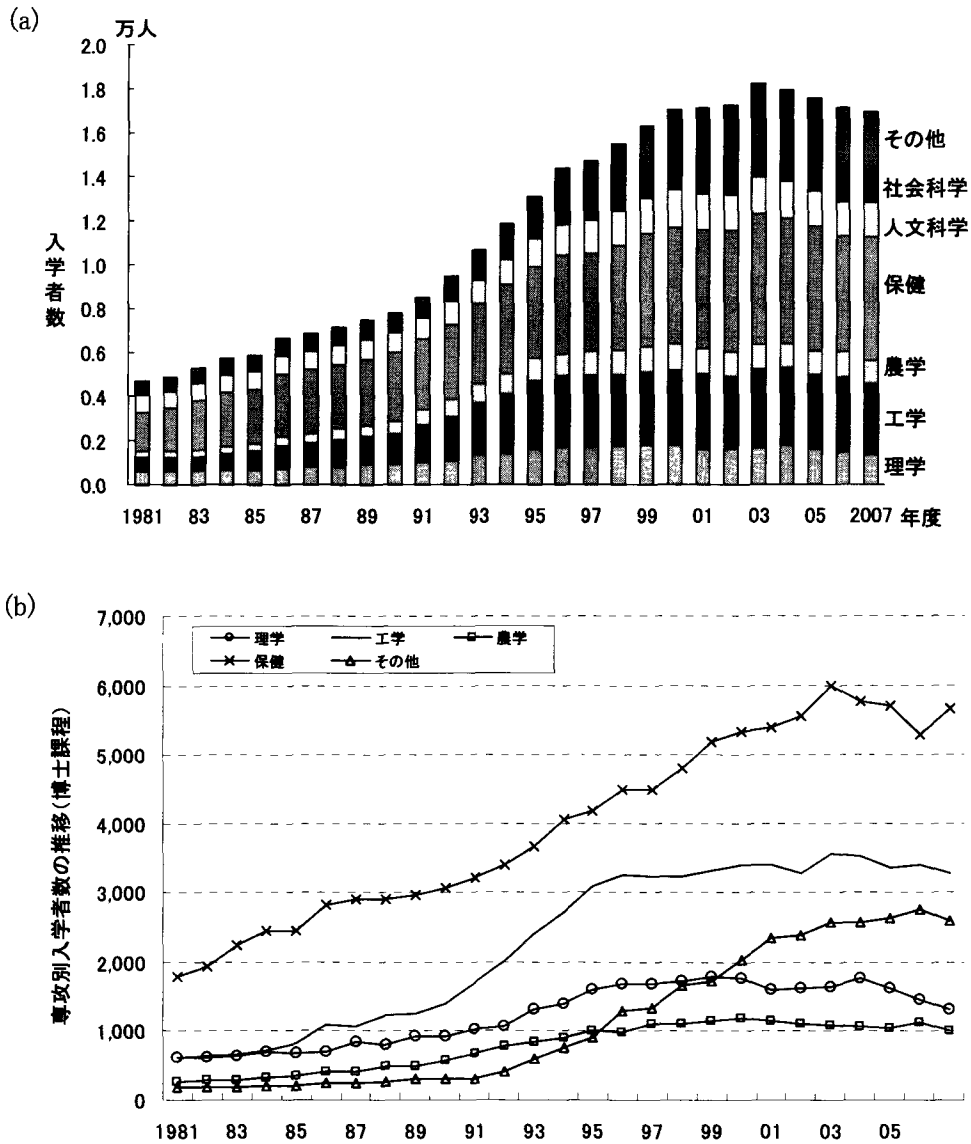 (a)
万人
2.0
1.8
1.6
1.4
1.2
1.0
0.8
0.6
0.4
0.2
0.0
入学者数
その他
社会科学
人文科学
保健
農学
工学
理学
1981 83 85 87 89 91 93 95 97 99 01 03 05 2007 年度
(b)
専攻別入学者数の推移(博士課程)
7,000
6,000
5,000
4,000
3,000
2,000
1,000
0
理学 工学 農学
保健 その他
1981 83 85 87 89 91 93 95 97 99 01 03 05